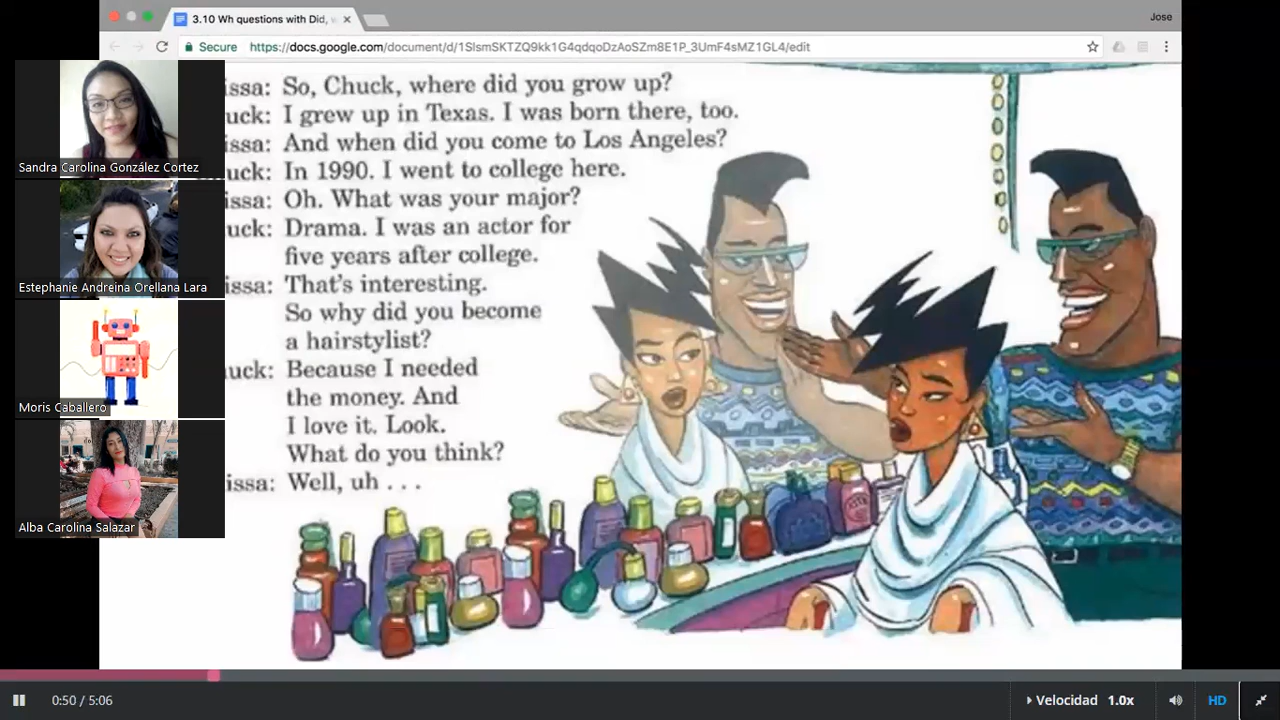 3.10 Wh questions with Did,
Jose
Secure https://docs.google.com/document/d/1SlsmSKTZQ9kk1G4qdqoDzAoSZm8E1P_3UmF4sMZ1GL4/edit
issa: So, Chuck, where did you grow up?
uck: I grew up in Texas. I was born there, too.
issa: And when did you come to Los Angeles?
uck: In 1990. I went to college here.
issa: Oh. What was your major?
uck: Drama. I was an actor for
five years after college.
issa: That's interesting.
So why did you become
a hairstylist?
uck: Because I needed
the money. And
I love it. Look.
What do you think?
issa: Well, uh . . .
Sandra Carolina González Cortez
Estephanie Andreina Orellana Lara
Moris Caballero
Alba Carolina Salazar
0:50 / 5:06
Velocidad 1.0x
HD